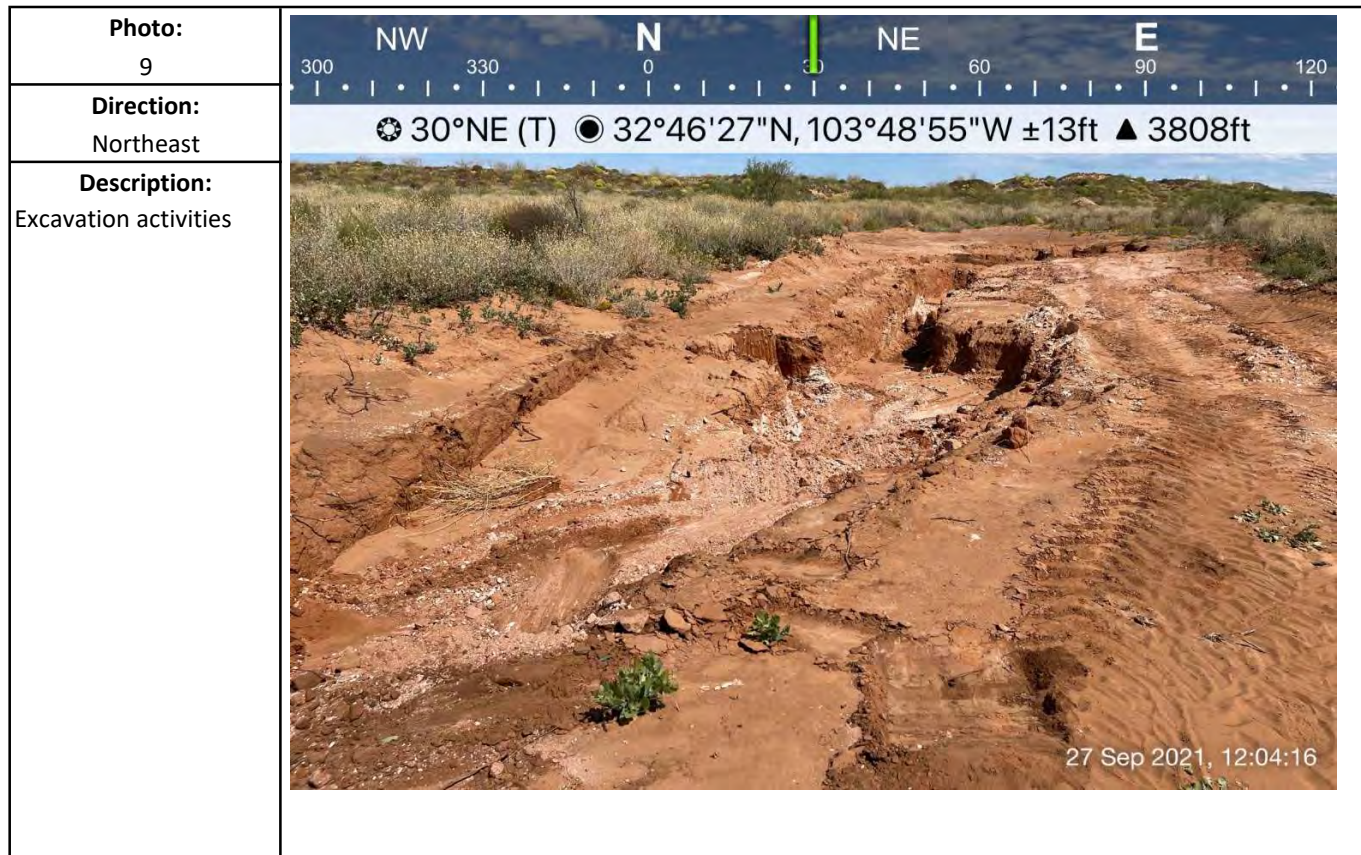 Photo:
9
Direction:
Northeast
Description:
Excavation activities
NW N NE E
300 330 0 30 60 90 120
30°NE (T) 32°46'27"N, 103°48'55"W ±13ft ▲ 3808ft
27 Sep 2021, 12:04:16